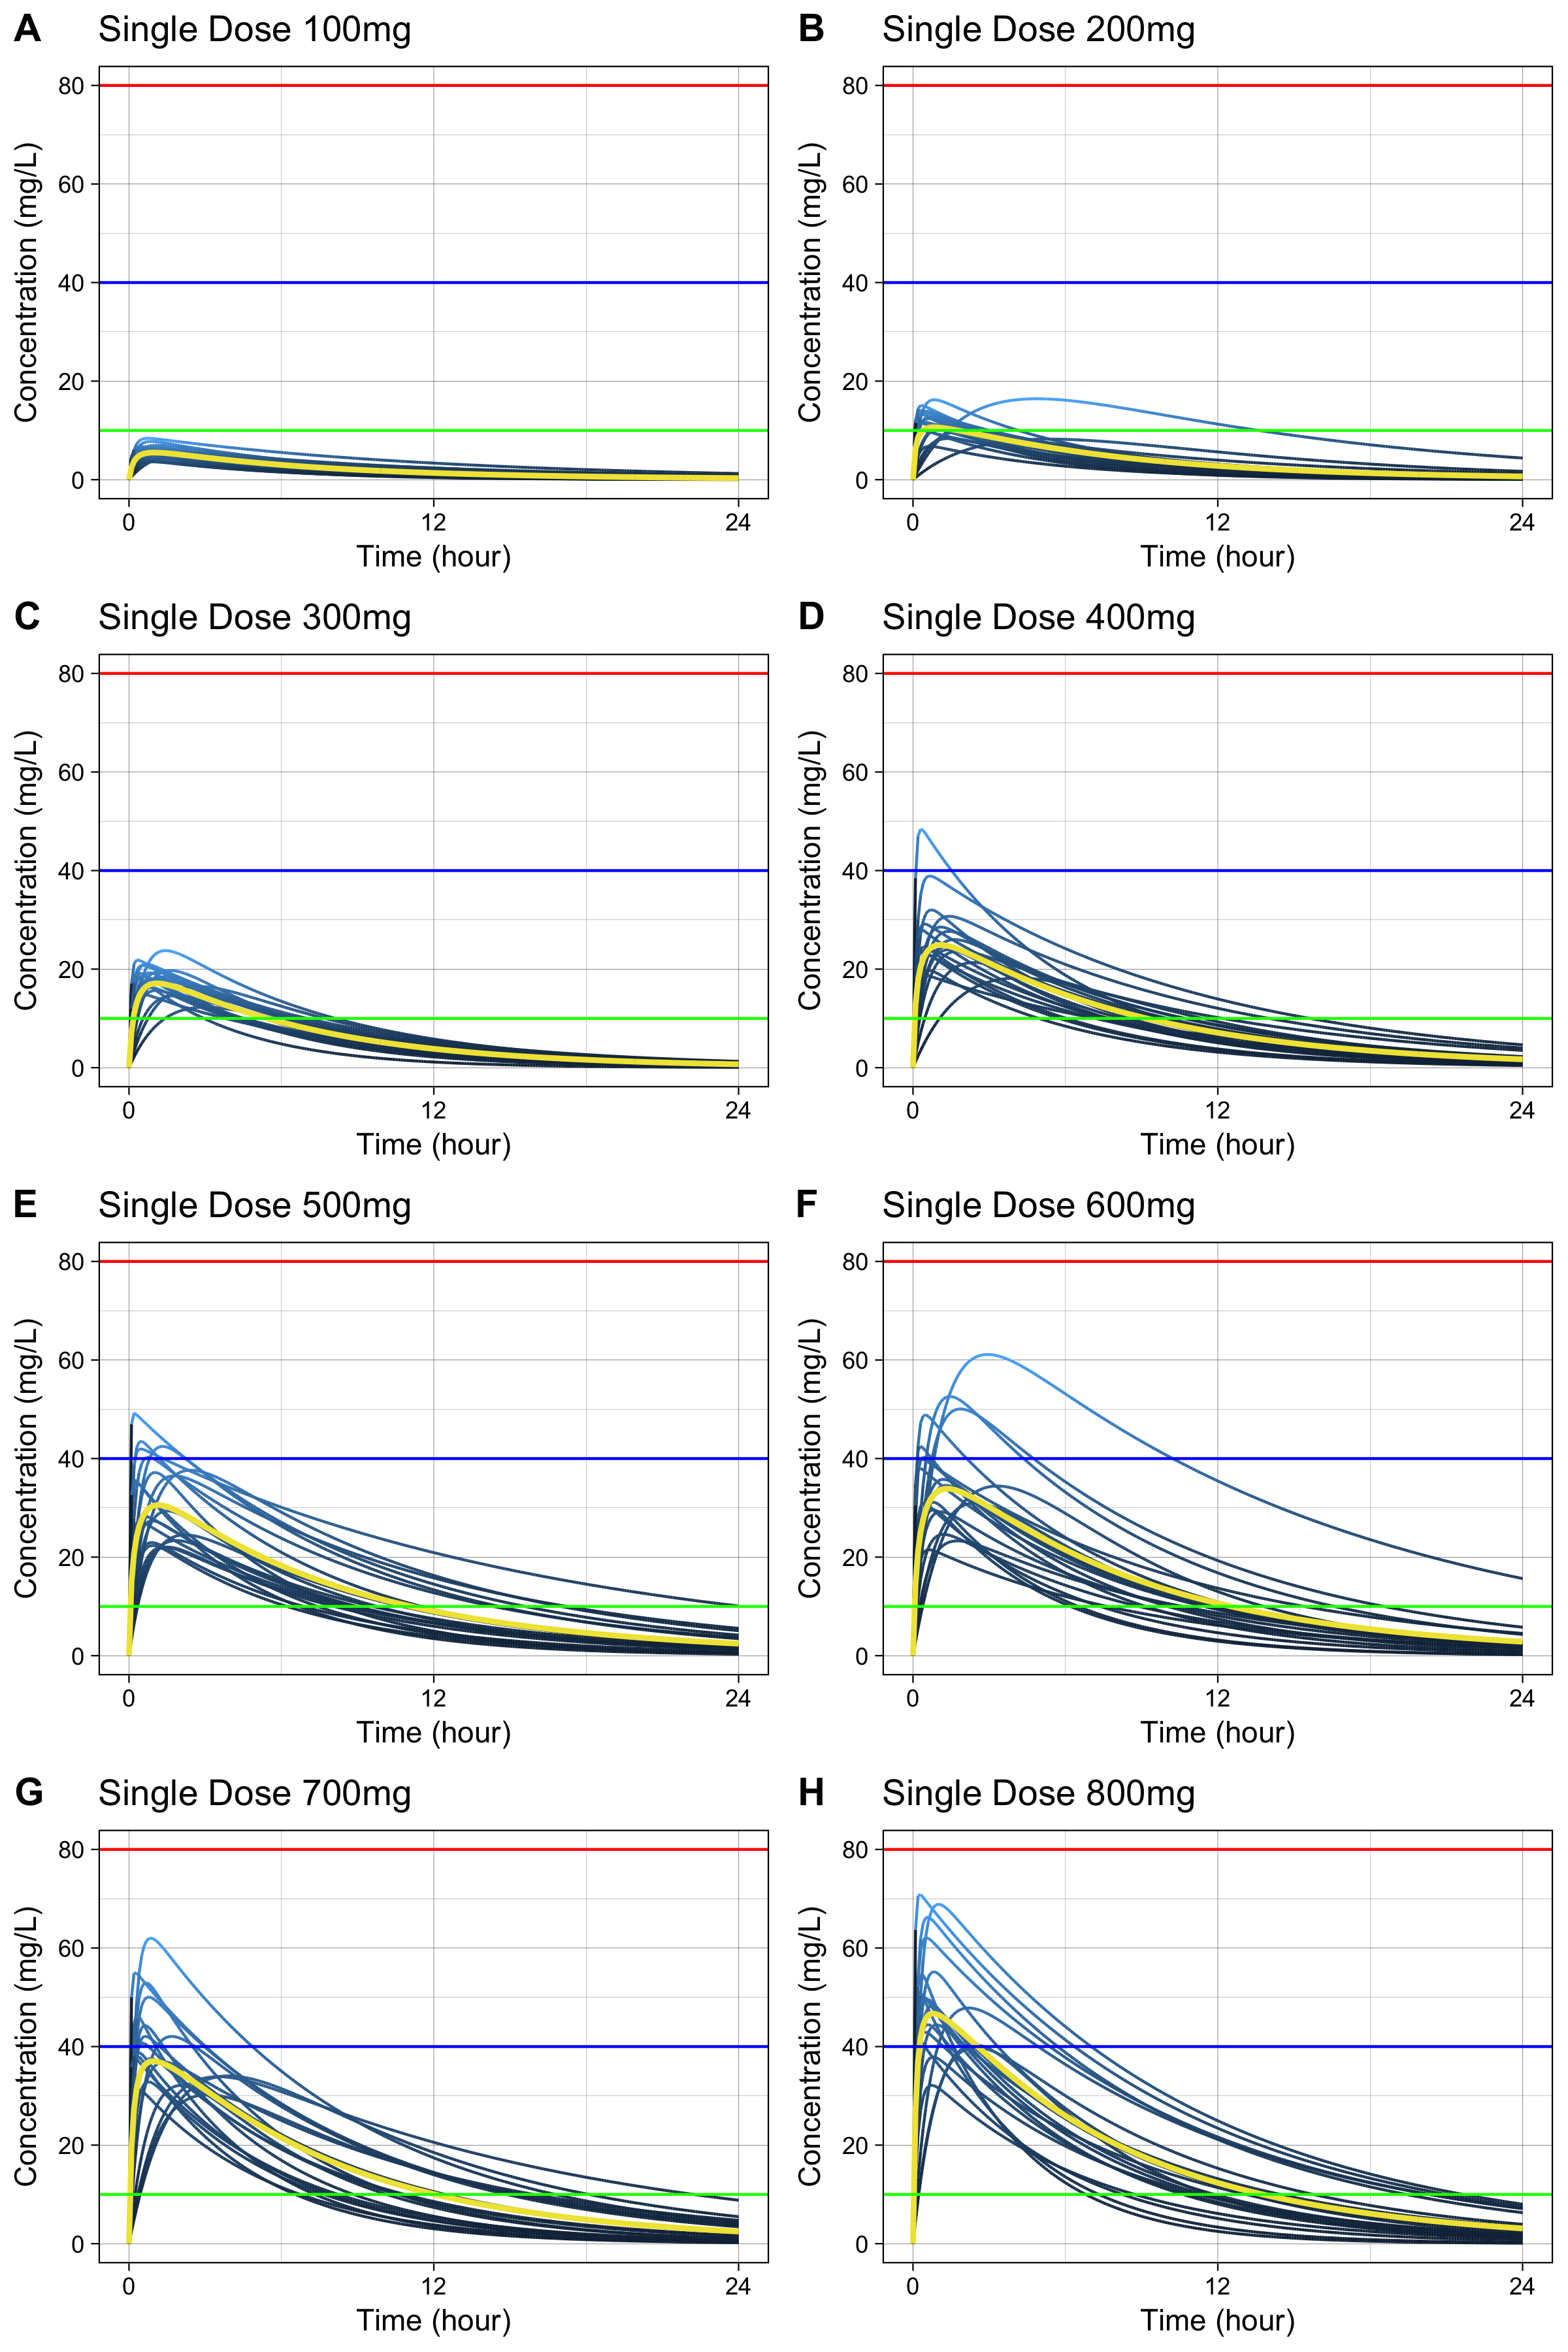 A Single Dose 100mg
Concentration (mg/L)
80
60
40
20
0
0 12 24
Time (hour)
B Single Dose 200mg
Concentration (mg/L)
80
60
40
20
0
0 12 24
Time (hour)
C Single Dose 300mg
Concentration (mg/L)
80
60
40
20
0
0 12 24
Time (hour)
D Single Dose 400mg
Concentration (mg/L)
80
60
40
20
0
0 12 24
Time (hour)
E Single Dose 500mg
Concentration (mg/L)
80
60
40
20
0
0 12 24
Time (hour)
F Single Dose 600mg
Concentration (mg/L)
80
60
40
20
0
0 12 24
Time (hour)
G Single Dose 700mg
Concentration (mg/L)
80
60
40
20
0
0 12 24
Time (hour)
H Single Dose 800mg
Concentration (mg/L)
80
60
40
20
0
0 12 24
Time (hour)